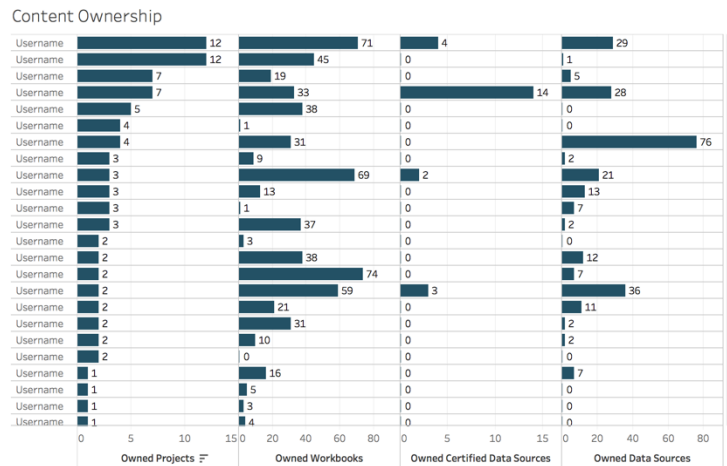 Content Ownership
Username 12 71 4 29
Username 12 45 0 1
Username 7 19 0 5
Username 7 33 14 28
Username 5 38 0 0
Username 4 1 0 0
Username 4 31 0 76
Username 3 9 0 2
Username 3 69 2 21
Username 3 13 0 13
Username 3 1 0 7
Username 3 37 0 2
Username 2 3 0 0
Username 2 38 0 12
Username 2 74 0 7
Username 2 59 3 36
Username 2 21 0 11
Username 2 31 0 2
Username 2 10 0 2
Username 2 0 0 0
Username 1 16 0 7
Username 1 5 0 0
Username 1 3 0 0
Username 1 4 0 0
0 5 10 15 0 20 40 60 80 0 5 10 15 0 20 40 60 80
Owned Projects Owned Workbooks Owned Certified Data Sources Owned Data Sources